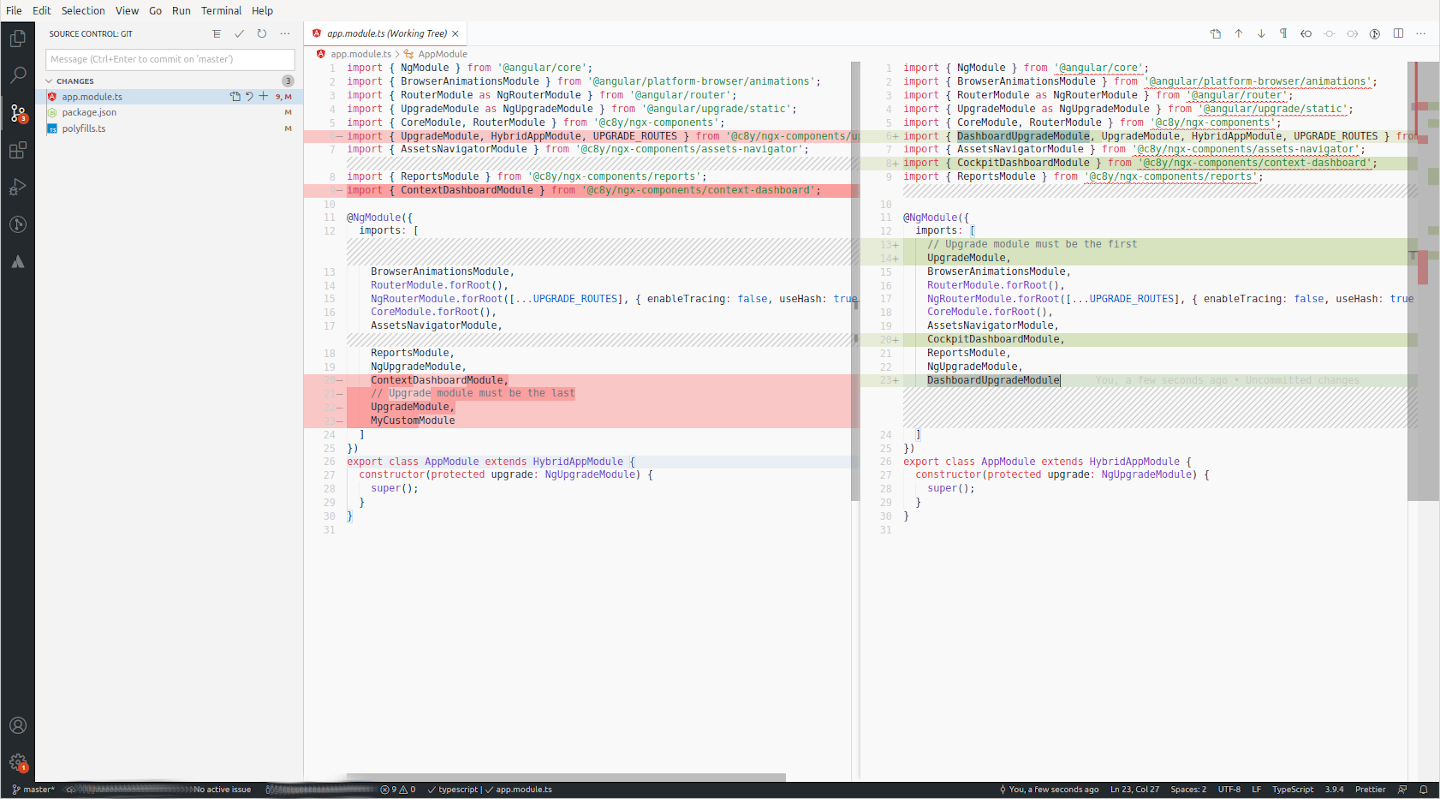 File Edit Selection View Go Run Terminal Help
SOURCE CONTROL: GIT
Message (Ctrl+Enter to commit on 'master')
CHANGES 3
app.module.ts 9, M
package.json M
polyfills.ts M
3
1
app.module.ts (Working Tree)
app.module.ts > AppModule
1 import { NgModule } from '@angular/core';
2 import { BrowserAnimationsModule } from '@angular/platform-browser/animations';
3 import { RouterModule as NgRouterModule } from '@angular/router';
4 import { UpgradeModule as NgUpgradeModule } from '@angular/upgrade/static';
5 import { CoreModule, RouterModule } from '@c8y/ngx-components';
6— import { UpgradeModule, HybridAppModule, UPGRADE_ROUTES } from '@c8y/ngx-components/up
7 import { AssetsNavigatorModule } from '@c8y/ngx-components/assets-navigator';
8 import { ReportsModule } from '@c8y/ngx-components/reports';
9— import { ContextDashboardModule } from '@c8y/ngx-components/context-dashboard';
10
11 @NgModule({
12 imports: [
13 BrowserAnimationsModule,
14 RouterModule.forRoot(),
15 NgRouterModule.forRoot([...UPGRADE_ROUTES], { enableTracing: false, useHash: true
16 CoreModule.forRoot(),
17 AssetsNavigatorModule,
18 ReportsModule,
19 NgUpgradeModule,
20— ContextDashboardModule,
21— // Upgrade module must be the last
22— UpgradeModule,
23— MyCustomModule
24 ]
25 })
26 export class AppModule extends HybridAppModule {
27 constructor(protected upgrade: NgUpgradeModule) {
28 super();
29 }
30 }
31
1 import { NgModule } from '@angular/core';
2 import { BrowserAnimationsModule } from '@angular/platform-browser/animations';
3 import { RouterModule as NgRouterModule } from '@angular/router';
4 import { UpgradeModule as NgUpgradeModule } from '@angular/upgrade/static';
5 import { CoreModule, RouterModule } from '@c8y/ngx-components';
6+ import { DashboardUpgradeModule, UpgradeModule, HybridAppModule, UPGRADE_ROUTES } from
7 import { AssetsNavigatorModule } from '@c8y/ngx-components/assets-navigator';
8+ import { CockpitDashboardModule } from '@c8y/ngx-components/context-dashboard';
9 import { ReportsModule } from '@c8y/ngx-components/reports';
10
11 @NgModule({
12 imports: [
13+ // Upgrade module must be the first
14+ UpgradeModule,
15 BrowserAnimationsModule,
16 RouterModule.forRoot(),
17 NgRouterModule.forRoot([...UPGRADE_ROUTES], { enableTracing: false, useHash: true
18 CoreModule.forRoot(),
19 AssetsNavigatorModule,
20+ CockpitDashboardModule,
21 ReportsModule,
22 NgUpgradeModule,
23+ DashboardUpgradeModule You, a few seconds ago • Uncommitted changes
24 ]
25 })
26 export class AppModule extends HybridAppModule {
27 constructor(protected upgrade: NgUpgradeModule) {
28 super();
29 }
30 }
31
master* No active issue 9 0 typescript | app.module.ts You, a few seconds ago Ln 23, Col 27 Spaces: 2 UTF-8 LF TypeScript 3.9.4 Prettier